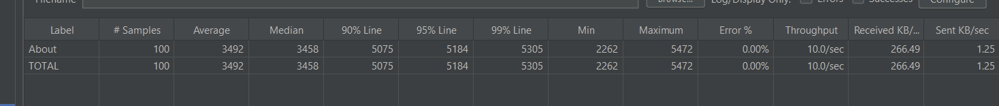 Filename Browse... Log/Display Only: Errors Successes Configure
Label # Samples Average Median 90% Line 95% Line 99% Line Min Maximum Error % Throughput Received KB/... Sent KB/sec
About 100 3492 3458 5075 5184 5305 2262 5472 0.00% 10.0/sec 266.49 1.25
TOTAL 100 3492 3458 5075 5184 5305 2262 5472 0.00% 10.0/sec 266.49 1.25